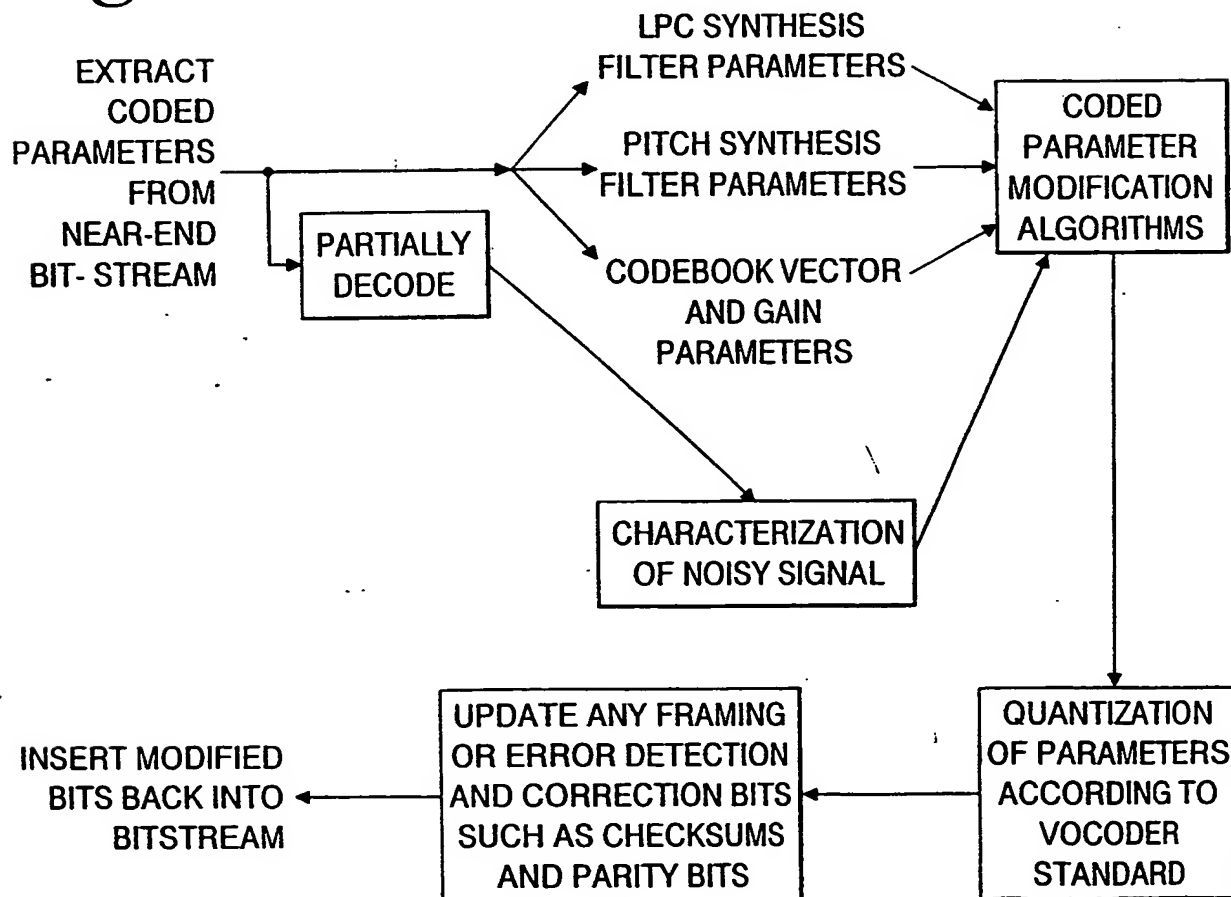 EXTRACT
CODED
PARAMETERS
FROM
NEAR-END
BIT- STREAM
PARTIALLY
DECODE
LPC SYNTHESIS
FILTER PARAMETERS
PITCH SYNTHESIS
FILTER PARAMETERS
CODEBOOK VECTOR
AND GAIN
PARAMETERS
CODED
PARAMETER
MODIFICATION
ALGORITHMS
CHARACTERIZATION
OF NOISY SIGNAL
QUANTIZATION
OF PARAMETERS
ACCORDING TO
VOCODER
STANDARD
UPDATE ANY FRAMING
OR ERROR DETECTION
AND CORRECTION BITS
SUCH AS CHECKSUMS
AND PARITY BITS
INSERT MODIFIED
BITS BACK INTO
BITSTREAM